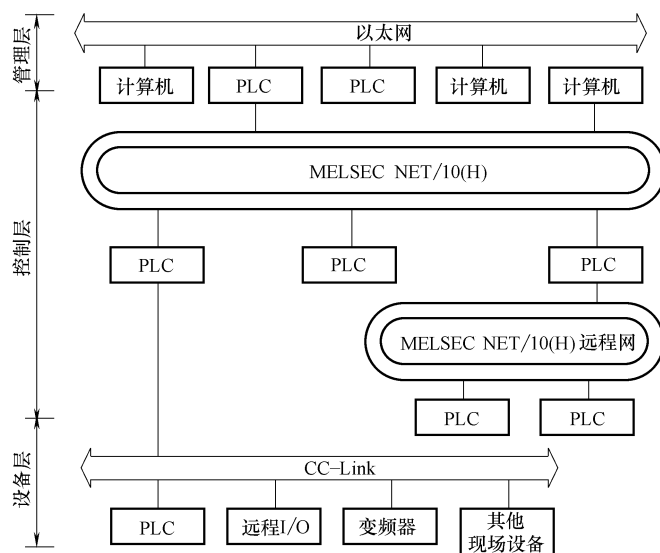 管理层
以太网
计算机
PLC
PLC
计算机
计算机
控制层
MELSEC NET/10(H)
PLC
PLC
PLC
MELSEC NET/10(H) 远程网
PLC
PLC
设备层
CC-Link
PLC
远程I/O
变频器
其他
现场设备